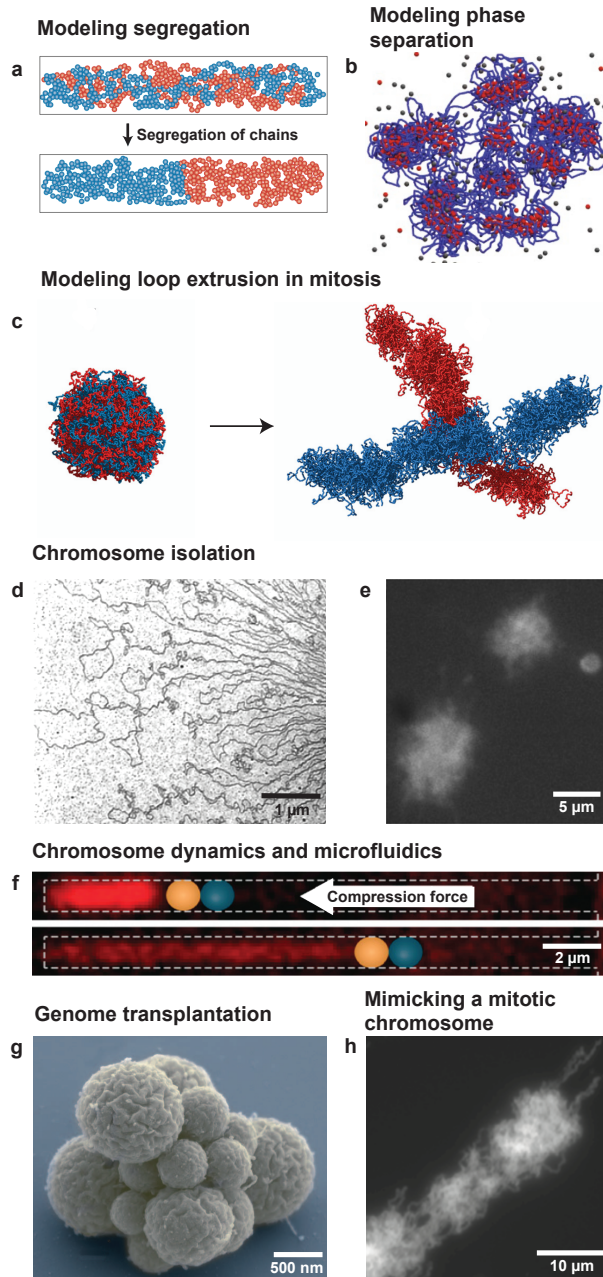 Modeling segregation
Modeling phase
separation
a
b
Segregation of chains
Modeling loop extrusion in mitosis
c
Chromosome isolation
d
e
1 µm
5 µm
Chromosome dynamics and microfluidics
f
Compression force
2 µm
Genome transplantation
Mimicking a mitotic
chromosome
g
h
500 nm
10 µm